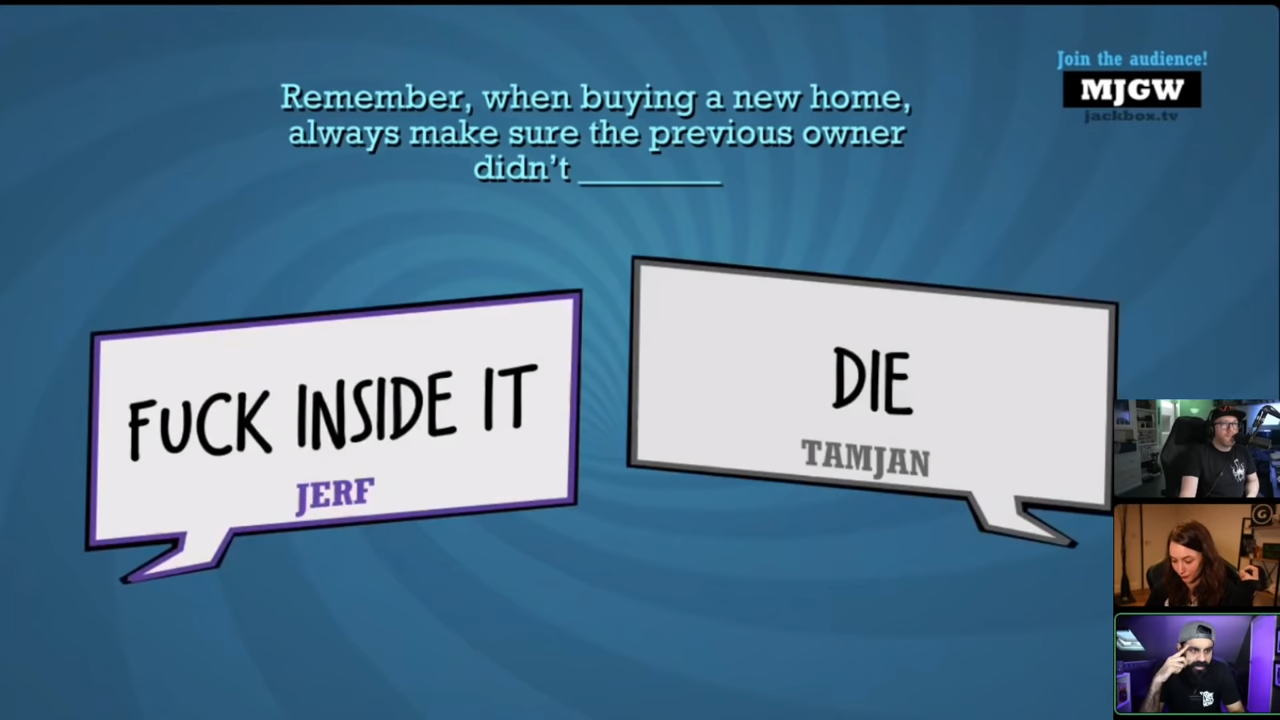 Join the audience!
MJGW
jackbox.tv
Remember, when buying a new home,
always make sure the previous owner
didn't ________
FUCK INSIDE IT
JERF
DIE
TAMJAN
G